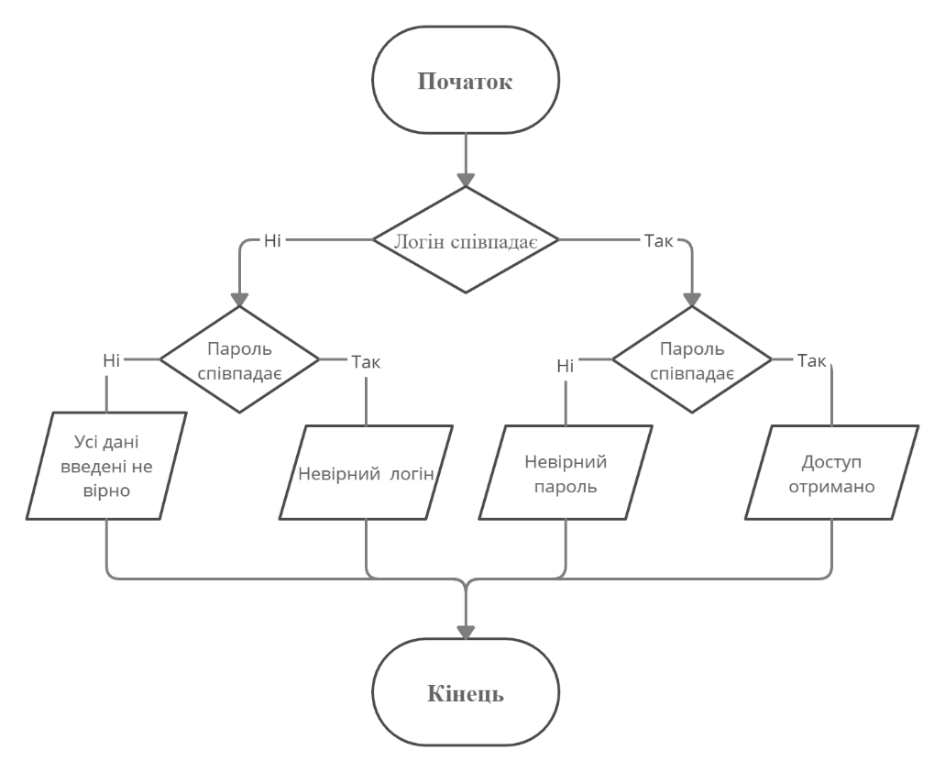 Початок
Логін співпадає
Ні
Так
Пароль
співпадає
Пароль
співпадає
Ні
Так
Ні
Так
Усі дані
введені не
вірно
Невірний логін
Невірний
пароль
Доступ
отримано
Кінець